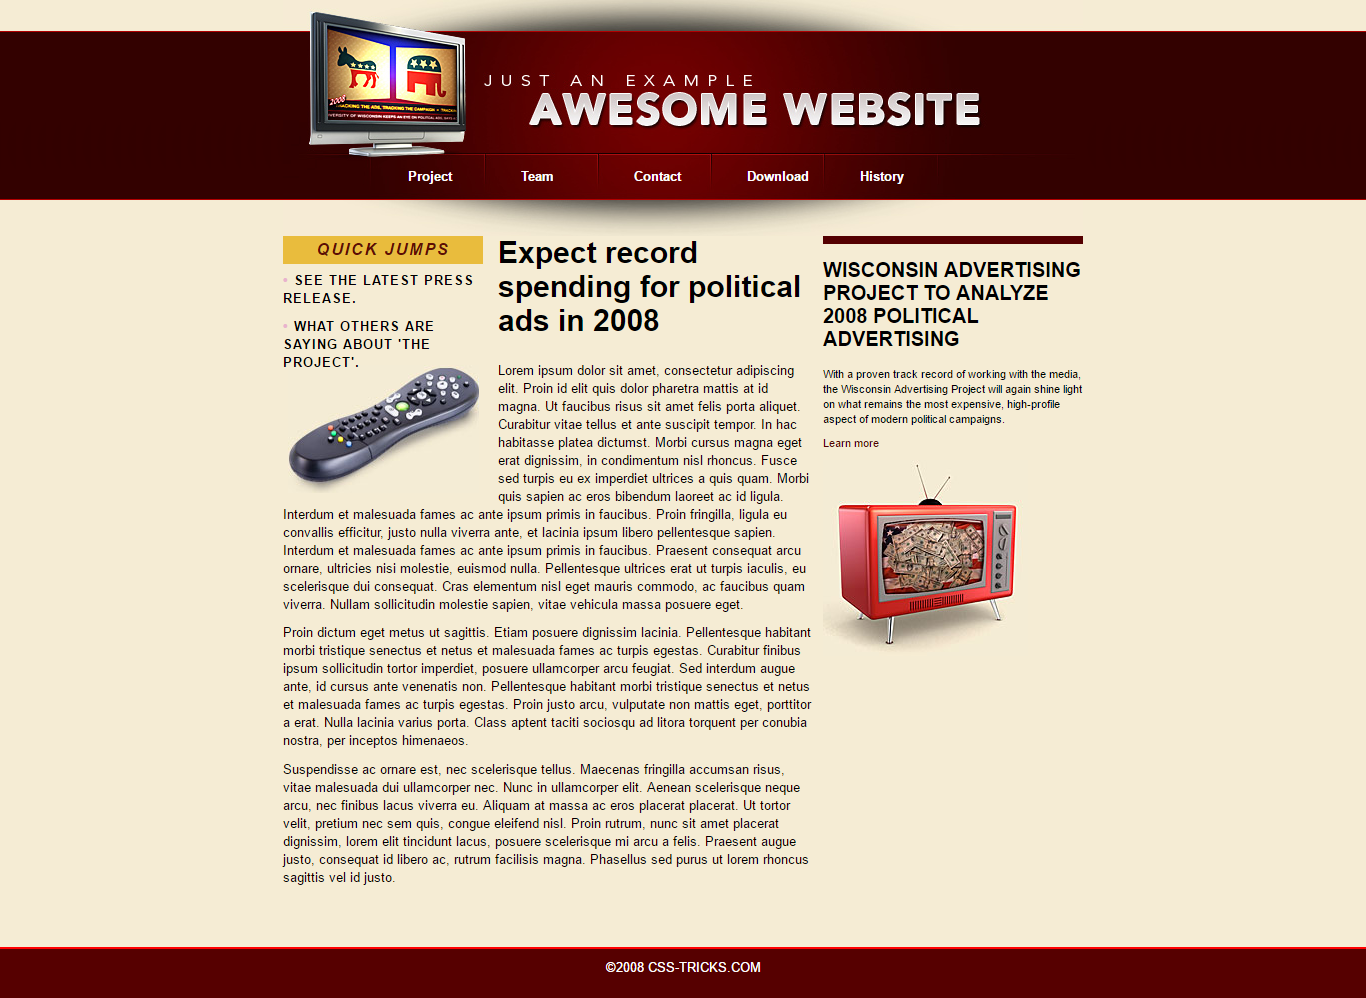 2008
ACKING THE ADS, TRACKING THE CAMPAIGN
VERSITY OF WISCONSIN KEEPS AN EYE ON POLITICAL ADS
JUST AN EXAMPLE
AWESOME WEBSITE
Project Team Contact Download History
QUICK JUMPS
• SEE THE LATEST PRESS
RELEASE.
• WHAT OTHERS ARE
SAYING ABOUT 'THE
PROJECT'.
Expect record
spending for political
ads in 2008
Lorem ipsum dolor sit amet, consectetur adipiscing
elit. Proin id elit quis dolor pharetra mattis at id
magna. Ut faucibus risus sit amet felis porta aliquet.
Curabitur vitae tellus et ante suscipit tempor. In hac
habitasse platea dictumst. Morbi cursus magna eget
erat dignissim, in condimentum nisl rhoncus. Fusce
sed turpis eu ex imperdiet ultrices a quis quam. Morbi
quis sapien ac eros bibendum laoreet ac id ligula.
Interdum et malesuada fames ac ante ipsum primis in faucibus. Proin fringilla, ligula eu
convallis efficitur, justo nulla viverra ante, et lacinia ipsum libero pellentesque sapien.
Interdum et malesuada fames ac ante ipsum primis in faucibus. Praesent consequat arcu
ornare, ultricies nisi molestie, euismod nulla. Pellentesque ultrices erat ut turpis iaculis, eu
scelerisque dui consequat. Cras elementum nisl eget mauris commodo, ac faucibus quam
viverra. Nullam sollicitudin molestie sapien, vitae vehicula massa posuere eget.
Proin dictum eget metus ut sagittis. Etiam posuere dignissim lacinia. Pellentesque habitant
morbi tristique senectus et netus et malesuada fames ac turpis egestas. Curabitur finibus
ipsum sollicitudin tortor imperdiet, posuere ullamcorper arcu feugiat. Sed interdum augue
ante, id cursus ante venenatis non. Pellentesque habitant morbi tristique senectus et netus
et malesuada fames ac turpis egestas. Proin justo arcu, vulputate non mattis eget, porttitor
a erat. Nulla lacinia varius porta. Class aptent taciti sociosqu ad litora torquent per conubia
nostra, per inceptos himenaeos.
Suspendisse ac ornare est, nec scelerisque tellus. Maecenas fringilla accumsan risus,
vitae malesuada dui ullamcorper nec. Nunc in ullamcorper elit. Aenean scelerisque neque
arcu, nec finibus lacus viverra eu. Aliquam at massa ac eros placerat placerat. Ut tortor
velit, pretium nec sem quis, congue eleifend nisl. Proin rutrum, nunc sit amet placerat
dignissim, lorem elit tincidunt lacus, posuere scelerisque mi arcu a felis. Praesent augue
justo, consequat id libero ac, rutrum facilisis magna. Phasellus sed purus ut lorem rhoncus
sagittis vel id justo.
WISCONSIN ADVERTISING
PROJECT TO ANALYZE
2008 POLITICAL
ADVERTISING
With a proven track record of working with the media,
the Wisconsin Advertising Project will again shine light
on what remains the most expensive, high-profile
aspect of modern political campaigns.
Learn more
©2008 CSS-TRICKS.COM